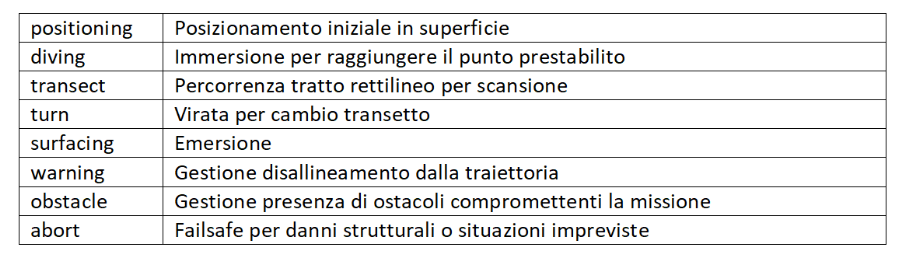 positioning Posizionamento iniziale in superficie
diving Immersione per raggiungere il punto prestabilito
transect Percorrenza tratto rettilineo per scansione
turn Virata per cambio transetto
surfacing Emersione
warning Gestione disallineamento dalla traiettoria
obstacle Gestione presenza di ostacoli compromettenti la missione
abort Failsafe per danni strutturali o situazioni impreviste